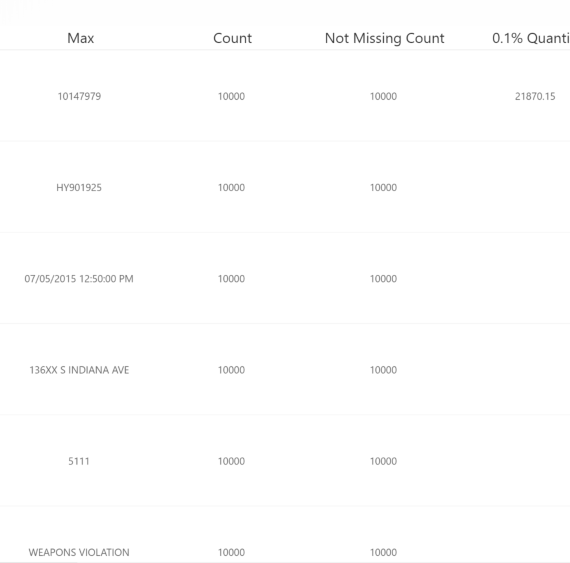 Max Count Not Missing Count 0.1% Quanti
10147979 10000 10000 21870.15
HY901925 10000 10000
07/05/2015 12:50:00 PM 10000 10000
136XX S INDIANA AVE 10000 10000
5111 10000 10000
WEAPONS VIOLATION 10000 10000